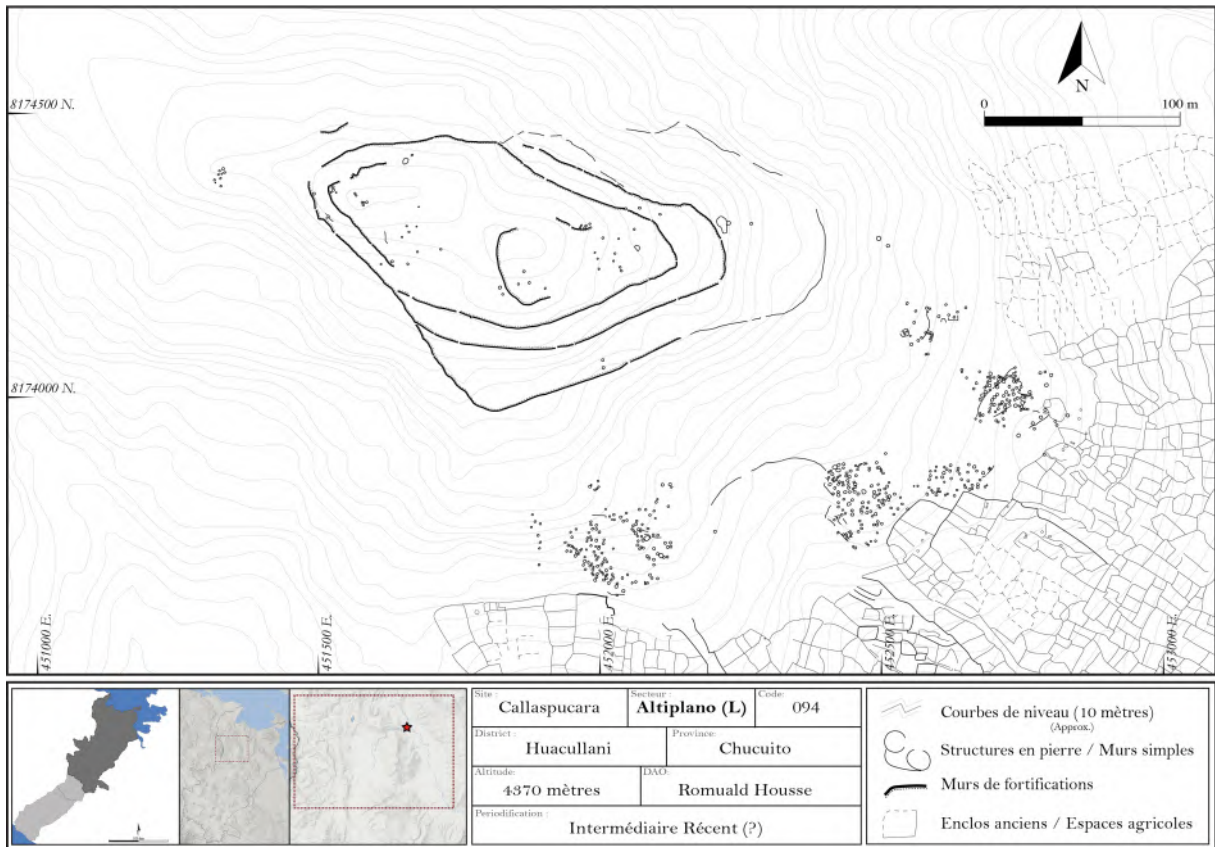 8174500 N.
N
0 100 m
8174000 N.
451000 E.
451500 E.
452000 E.
452500 E.
453000 E.
Site :
Callaspucara
Secteur :
Altiplano (L)
Code:
094
District :
Huacullani
Province:
Chucuito
Altitude:
4370 mètres
DAO:
Romuald Housse
Periodification :
Intermédiaire Récent (?)
Courbes de niveau (10 mètres)
(Approx.)
Structures en pierre / Murs simples
Murs de fortifications
Enclos anciens / Espaces agricoles